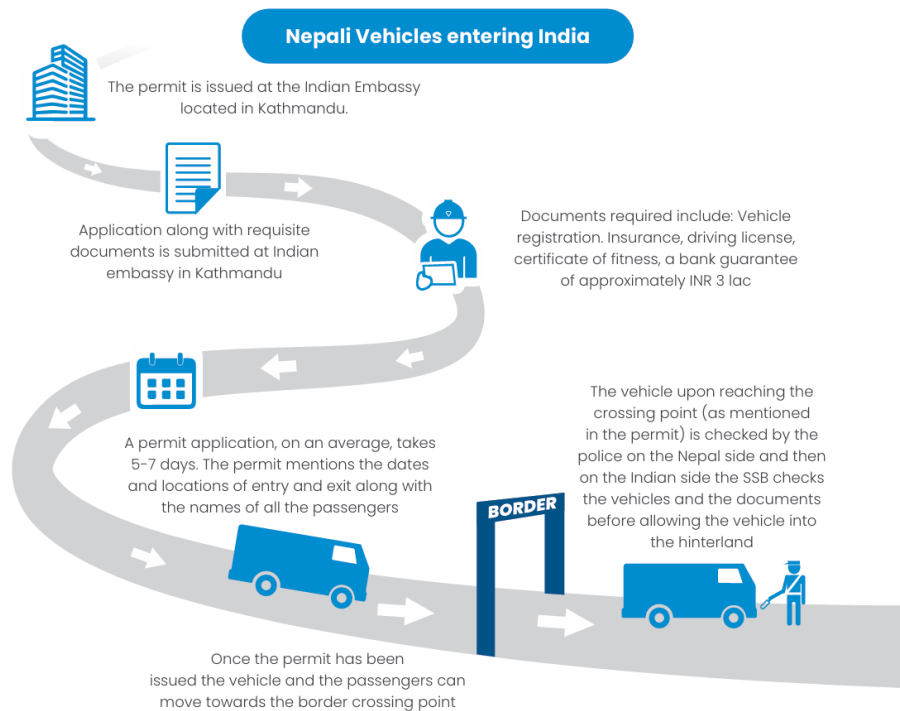 Nepali Vehicles entering India
The permit is issued at the Indian Embassy
located in Kathmandu.
Application along with requisite
documents is submitted at Indian
embassy in Kathmandu
Documents required include: Vehicle
registration. Insurance, driving license,
certificate of fitness, a bank guarantee
of approximately INR 3 lac
A permit application, on an average, takes
5-7 days. The permit mentions the dates
and locations of entry and exit along with
the names of all the passengers
Once the permit has been
issued the vehicle and the passengers can
move towards the border crossing point
BORDER
The vehicle upon reaching the
crossing point (as mentioned
in the permit) is checked by the
police on the Nepal side and then
on the Indian side the SSB checks
the vehicles and the documents
before allowing the vehicle into
the hinterland